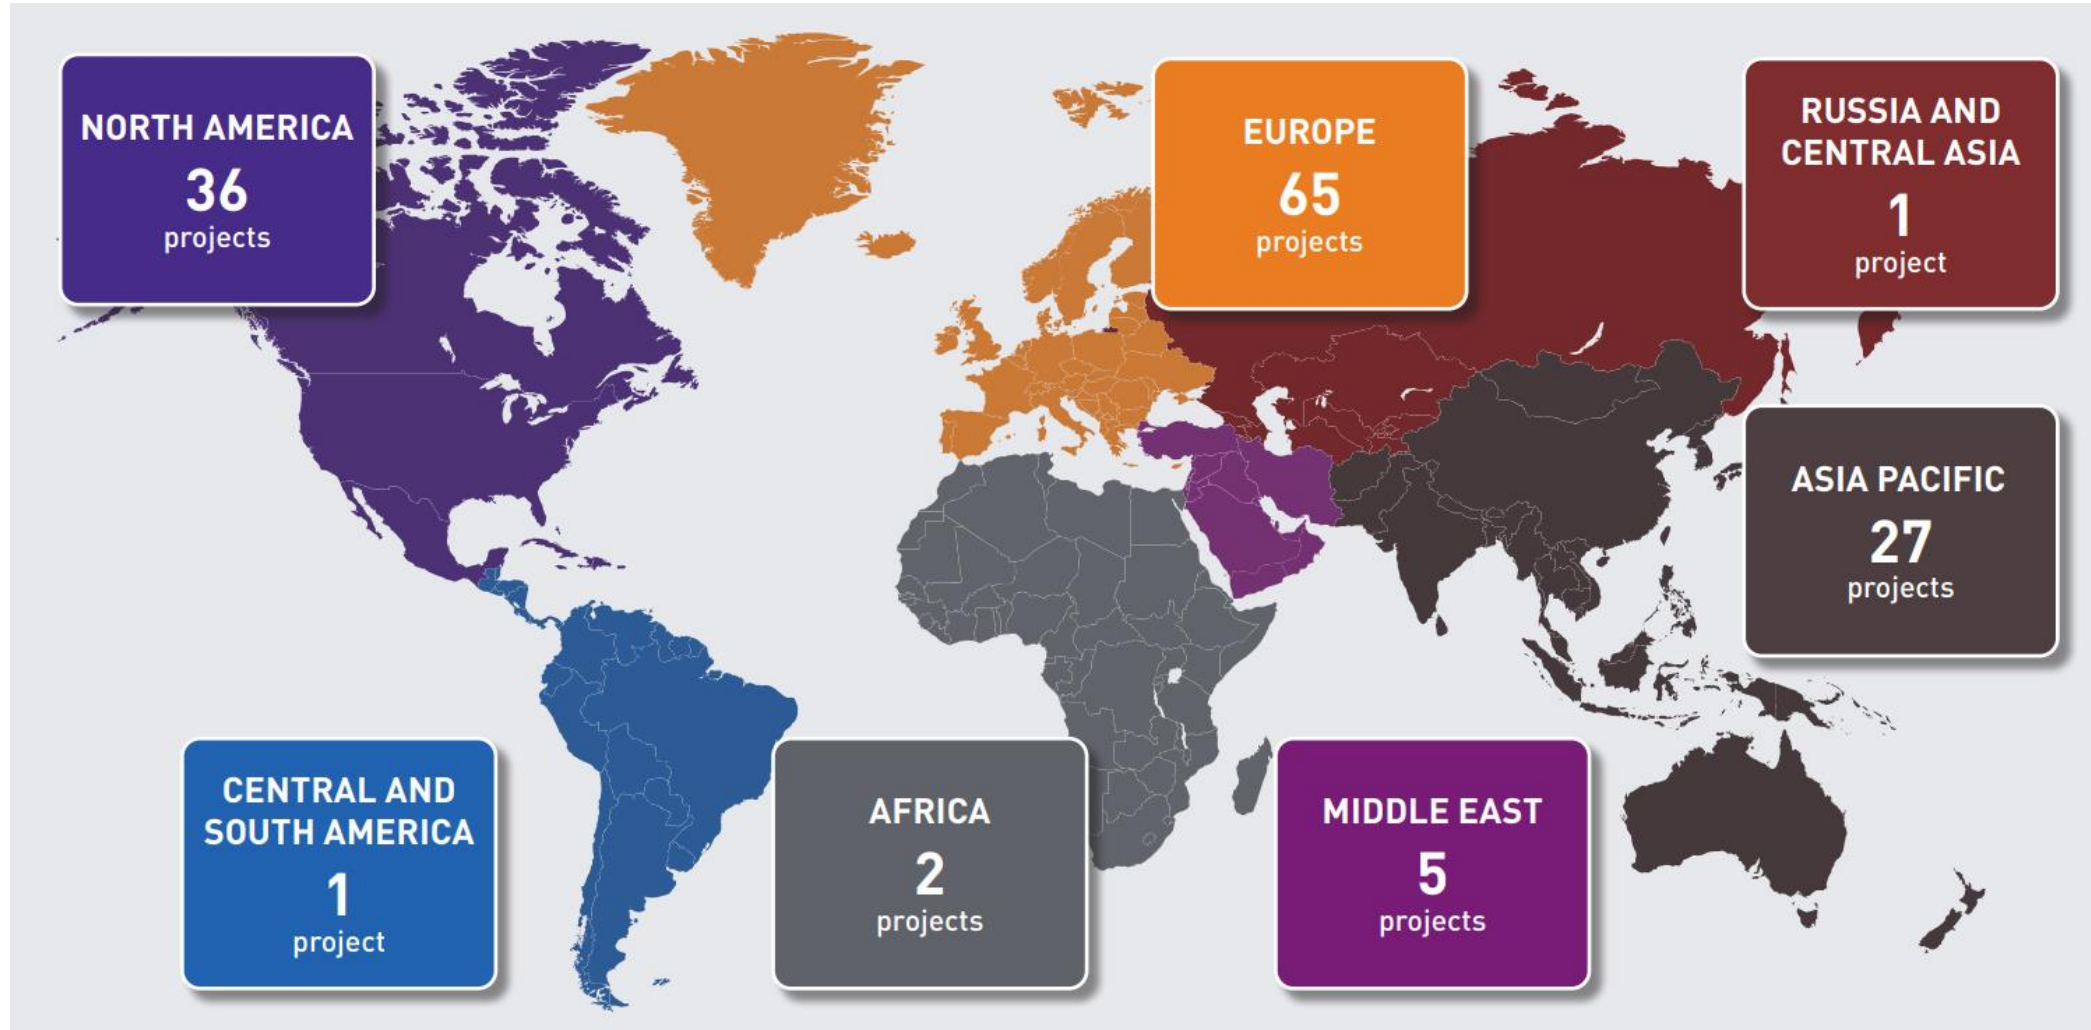 NORTH AMERICA
36
projects
EUROPE
65
projects
RUSSIA AND
CENTRAL ASIA
1
project
ASIA PACIFIC
27
projects
CENTRAL AND
SOUTH AMERICA
1
project
AFRICA
2
projects
MIDDLE EAST
5
projects